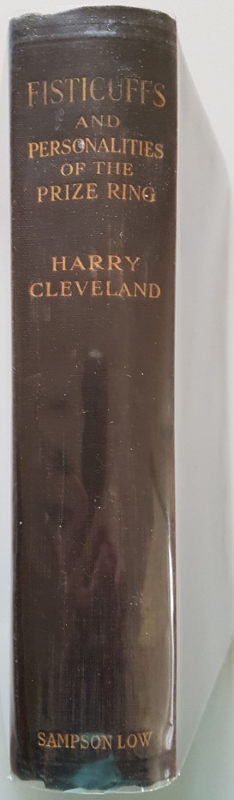 FISTICUFFS
AND
PERSONALITIES
OF THE
PRIZE RING
HARRY
CLEVELAND
SAMPSON LOW